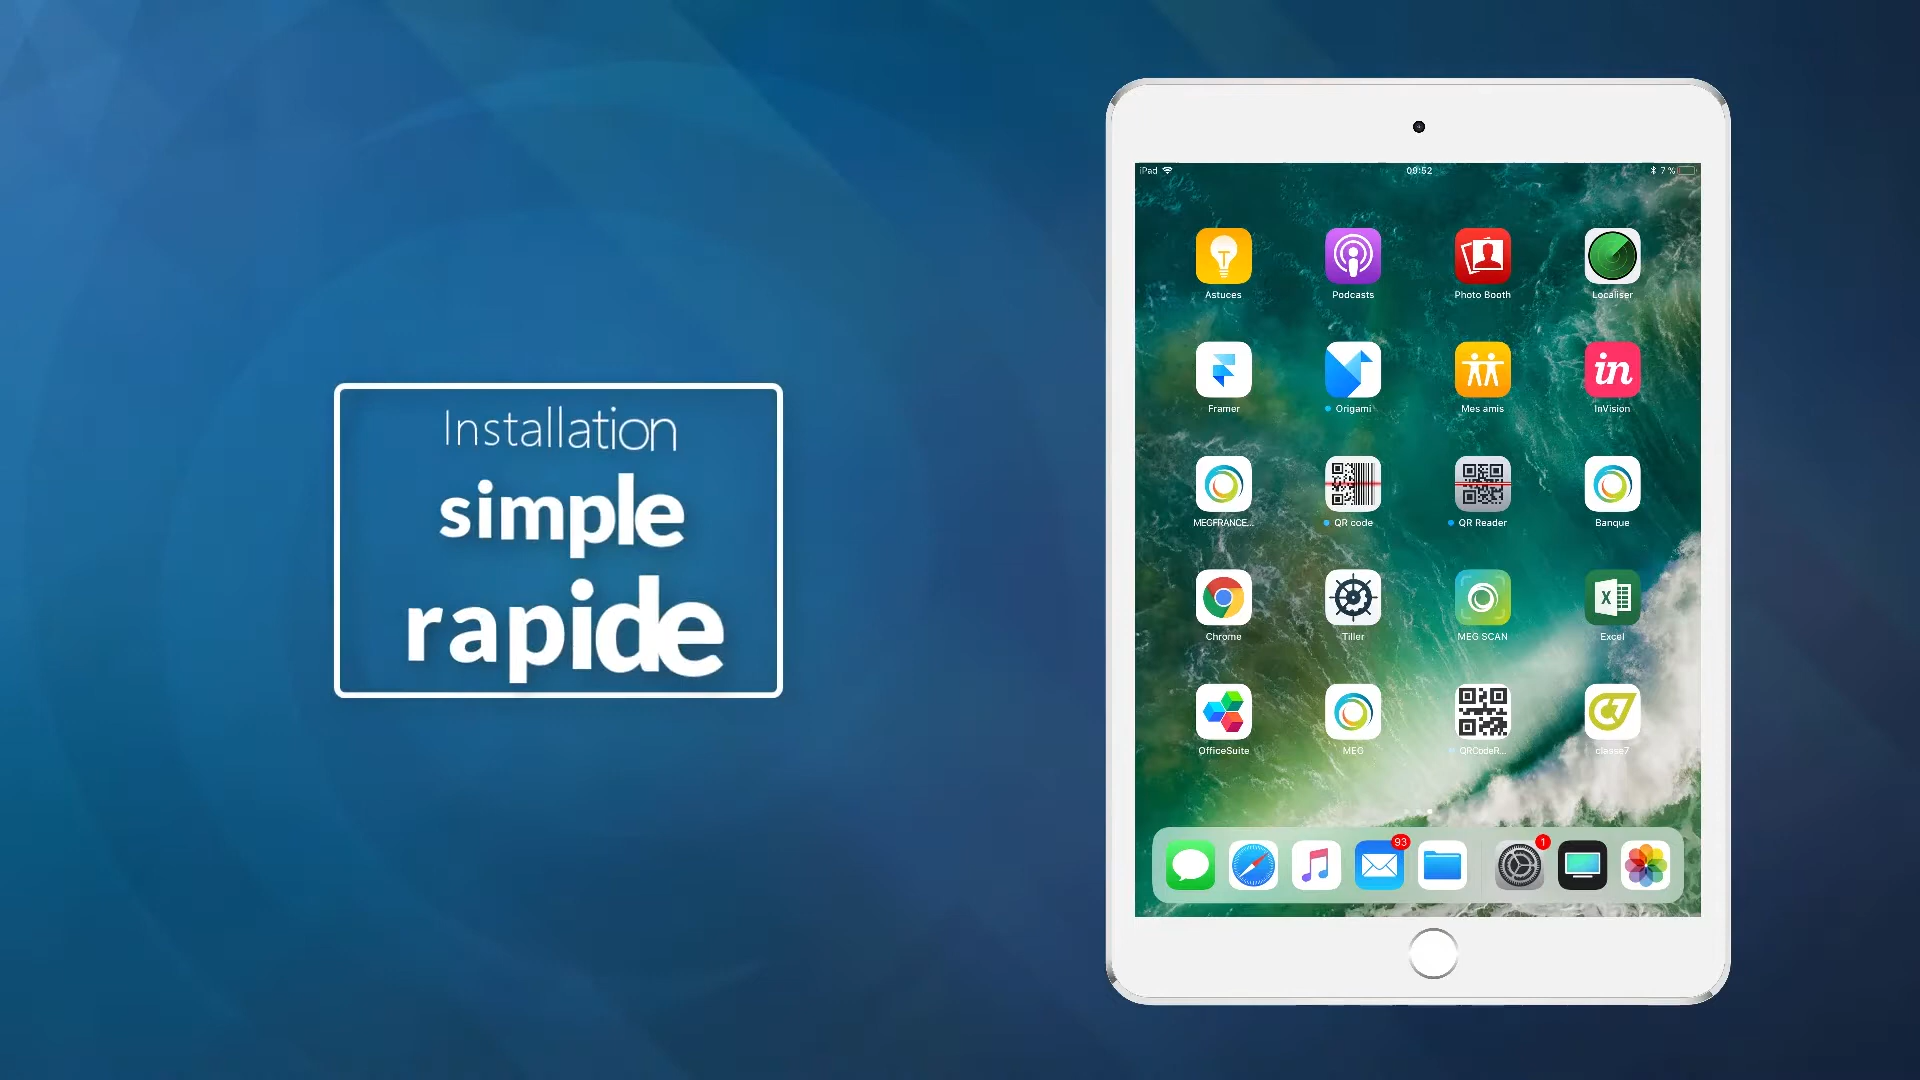 Installation
simple
rapide
iPad
09:52
7 %
Astuces
Podcasts
Photo Booth
Localiser
Framer
Origami
Mes amis
in
InVision
MEGFRANCE...
QR code
QR Reader
Banque
Chrome
Tiller
MEG SCAN
X
Excel
OfficeSuite
MEG
QRCodeR...
classe7
93
1